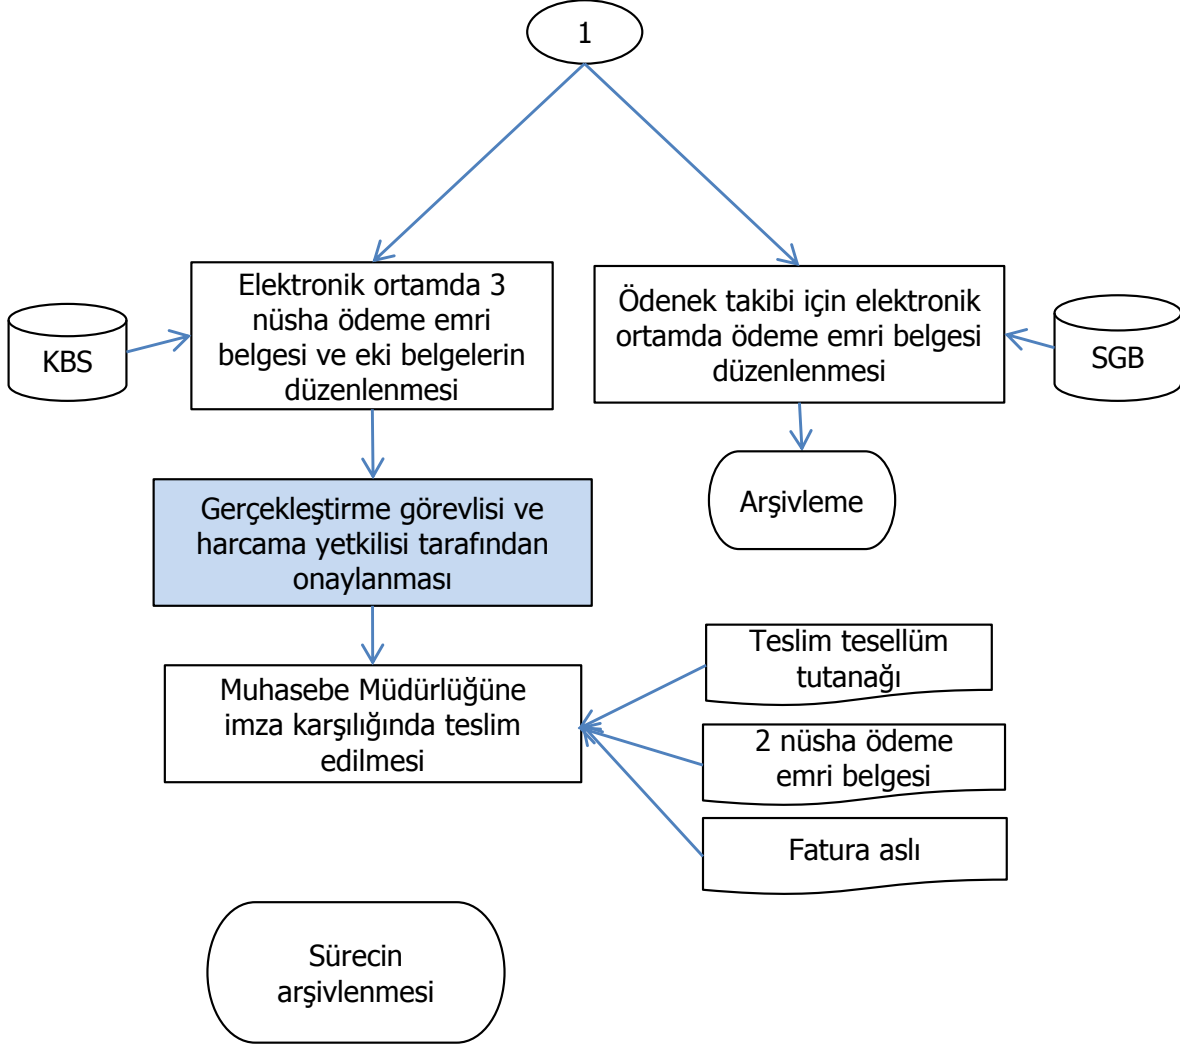 1
Elektronik ortamda 3
nüsha ödeme emri
belgesi ve eki belgelerin
düzenlenmesi
KBS
Ödenek takibi için elektronik
ortamda ödeme emri belgesi
düzenlenmesi
SGB
Gerçekleştirme görevlisi ve
harcama yetkilisi tarafından
onaylanması
Arşivleme
Muhasebe Müdürlüğüne
imza karşılığında teslim
edilmesi
Teslim tesellüm
tutanağı
2 nüsha ödeme
emri belgesi
Fatura aslı
Sürecin
arşivlenmesi